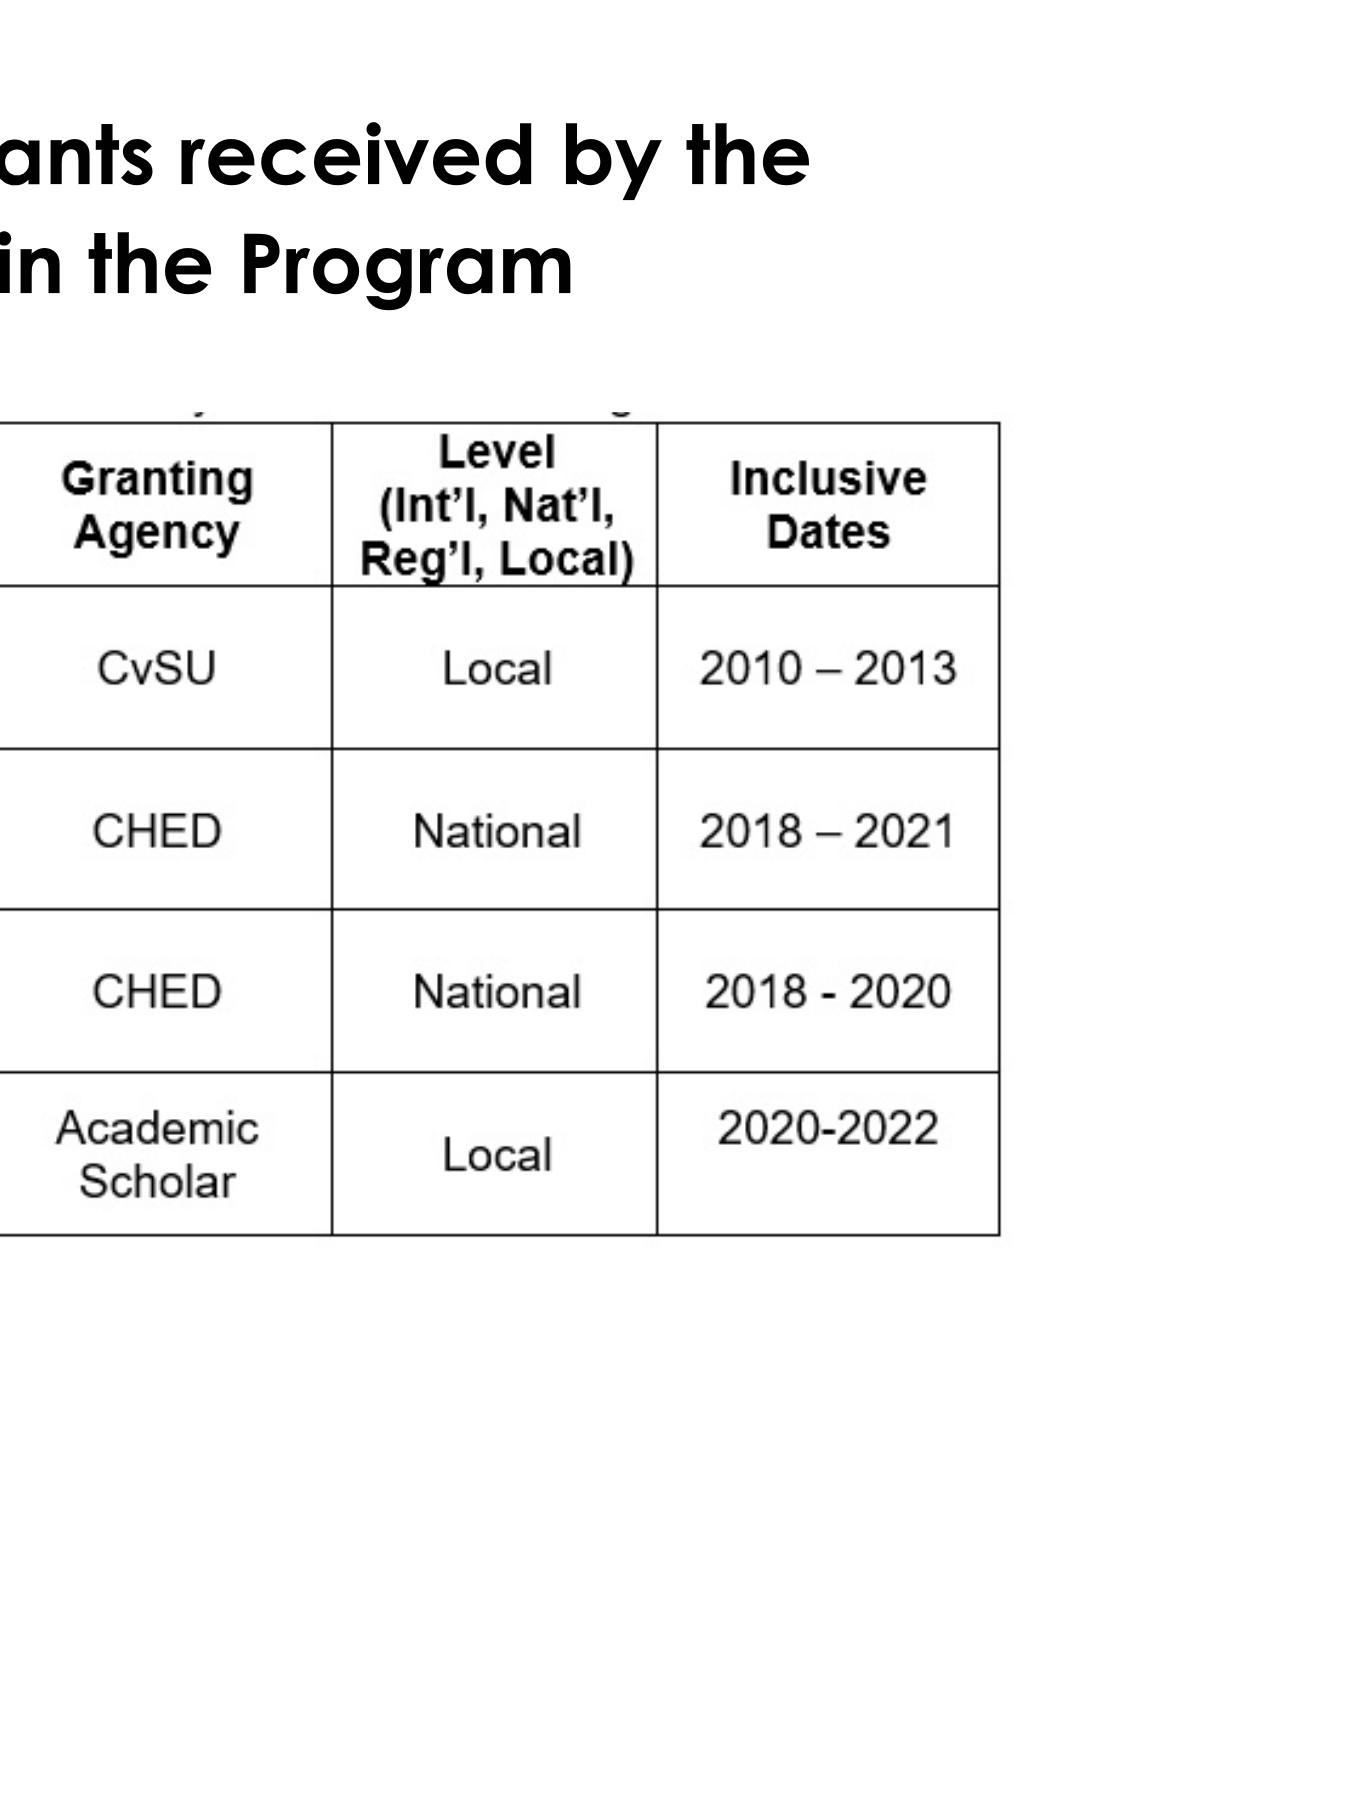 ants received by the
in the Program
Granting
Agency
Level
(Int’l, Nat’l,
Reg’l, Local)
Inclusive
Dates
CvSU
Local
2010 – 2013
CHED
National
2018 – 2021
CHED
National
2018 - 2020
Academic
Scholar
Local
2020-2022